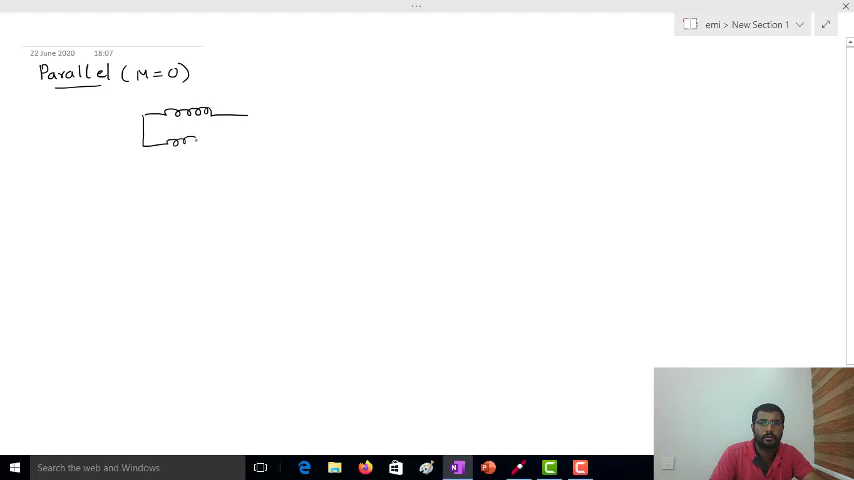 emi > New Section 1
22 June 2020 18:07
Parallel (M = 0)
Search the web and Windows